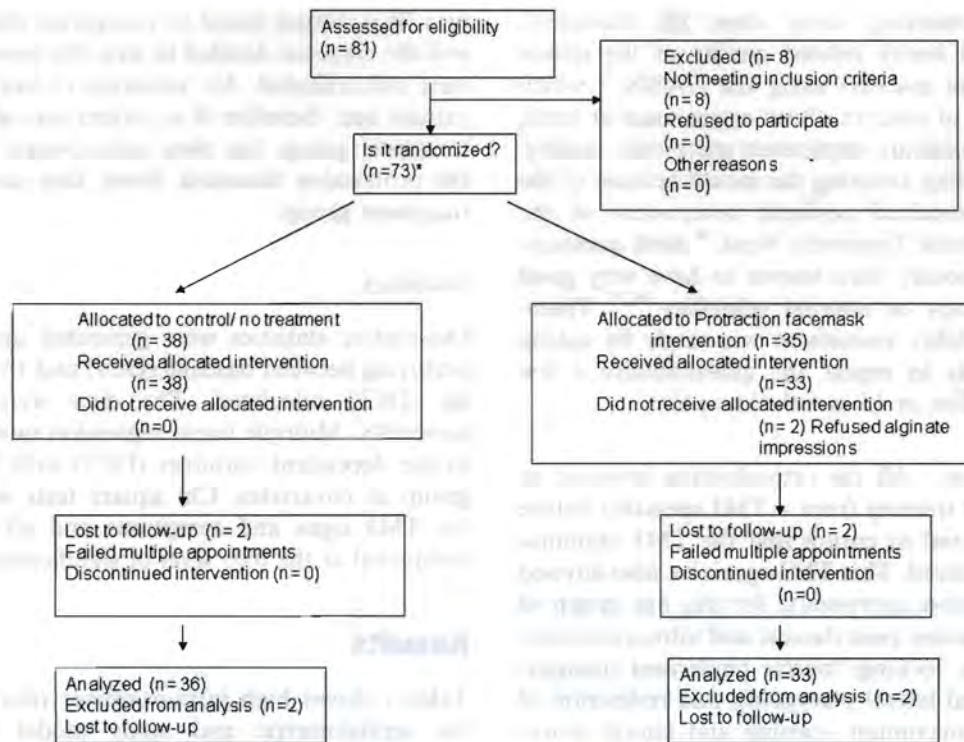 Assessed for eligibility
(n= 81)
Excluded (n= 8)
Not meeting inclusion criteria
(n= 8)
Refused to participate
(n= 0)
Other reasons
(n= 0)
Is it randomized?
(n=73)*
Allocated to control/ no treatment
(n= 38)
Received allocated intervention
(n= 38)
Did not receive allocated intervention
(n=0)
Allocated to Protraction facemask
intervention (n =35)
Received allocated intervention
(n=33)
Did not receive allocated intervention
(n= 2) Refused alginate
impressions
Lost to follow-up (n= 2)
Failed multiple appointments
Discontinued intervention (n= 0)
Lost to follow-up (n= 2)
Failed multiple appointments
Discontinued intervention
(n=0)
Analyzed (n= 36)
Excluded from analysis (n=2)
Lost to follow-up
Analyzed (n=33)
Excluded from analysis (n=2)
Lost to follow-up